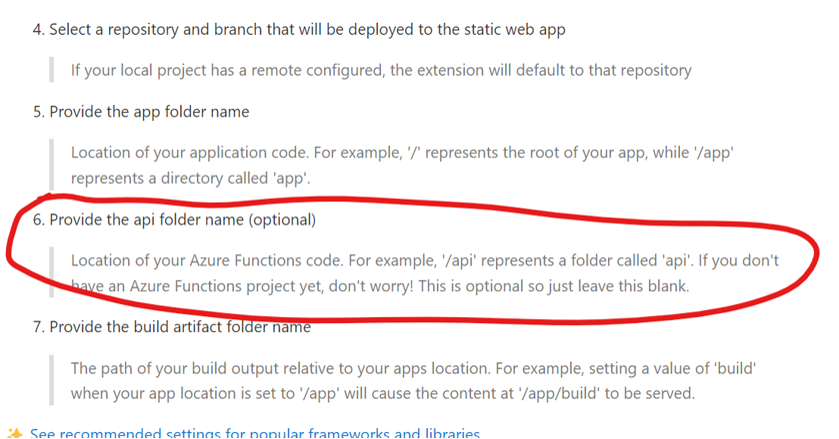 4. Select a repository and branch that will be deployed to the static web app
If your local project has a remote configured, the extension will default to that repository
5. Provide the app folder name
Location of your application code. For example, '/' represents the root of your app, while '/app'
represents a directory called 'app'.
6. Provide the api folder name (optional)
Location of your Azure Functions code. For example, '/api' represents a folder called 'api'. If you don't
have an Azure Functions project yet, don't worry! This is optional so just leave this blank.
7. Provide the build artifact folder name
The path of your build output relative to your apps location. For example, setting a value of 'build'
when your app location is set to '/app' will cause the content at '/app/build' to be served.
✨ See recommended settings for popular frameworks and libraries